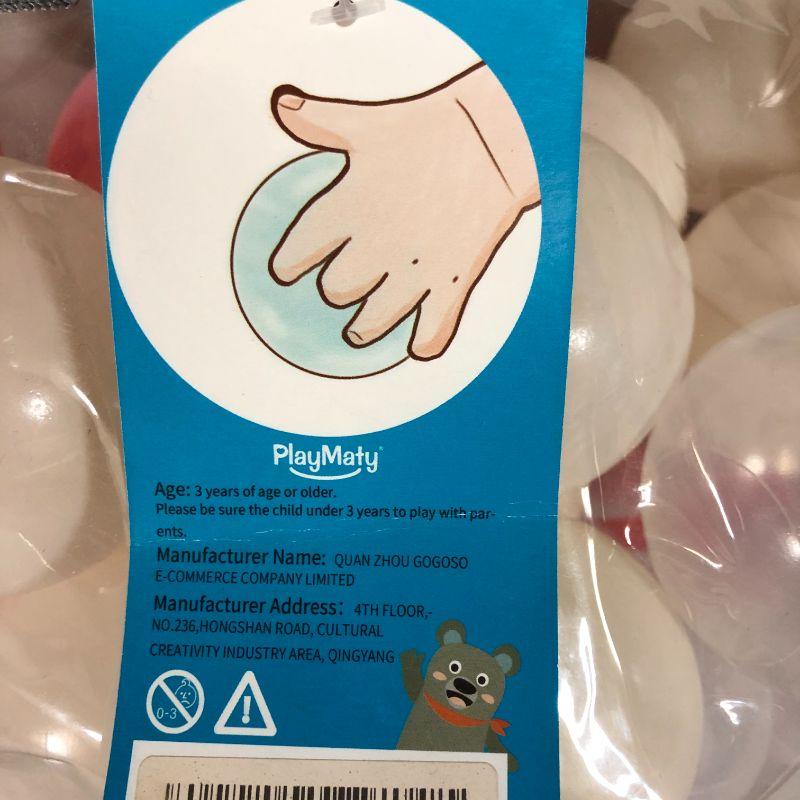 PlayMaty
Age: 3 years of age or older.
Please be sure the child under 3 years to play with par-
ents.
Manufacturer Name: QUAN ZHOU GOGOSO
E-COMMERCE COMPANY LIMITED
Manufacturer Address: 4TH FLOOR,-
NO.236,HONGSHAN ROAD, CULTURAL
CREATIVITY INDUSTRY AREA, QINGYANG
0-3